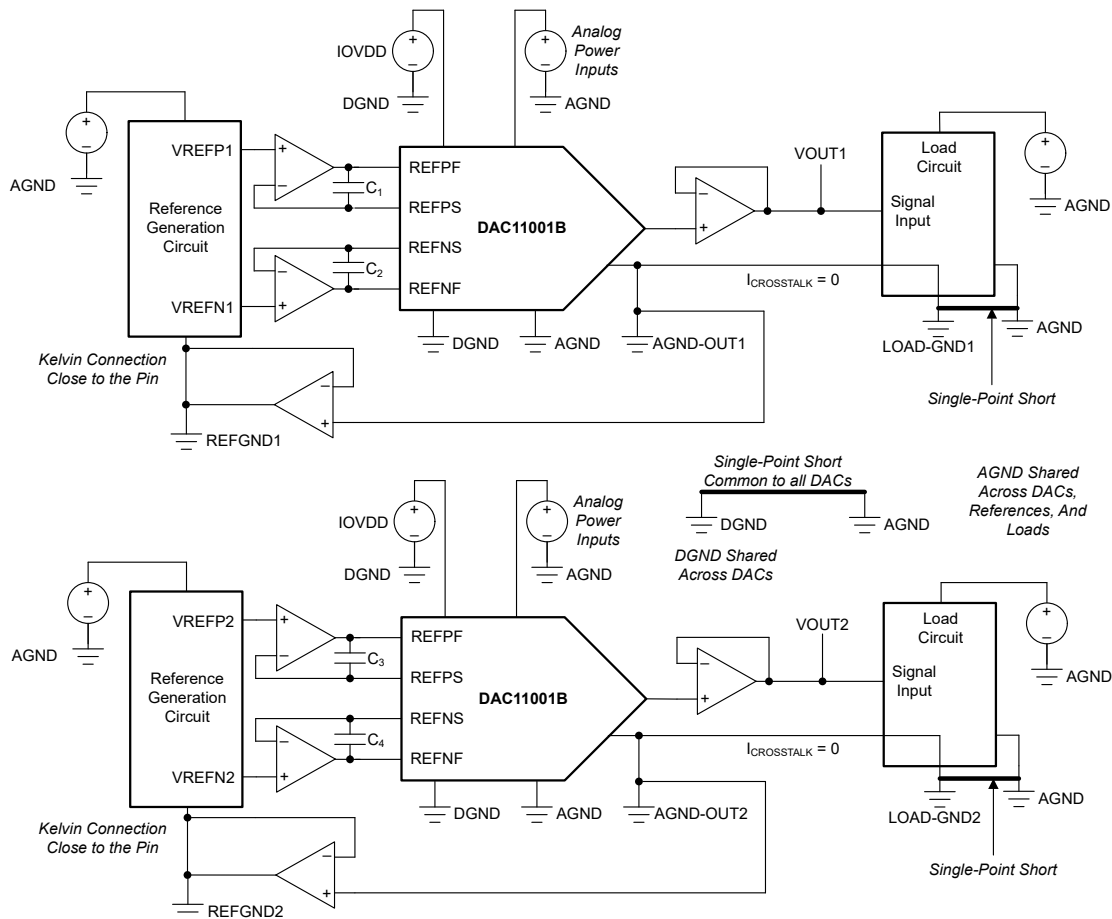 IOVDD
Analog
Power
Inputs
DGND
AGND
AGND
VREFP1
Reference
Generation
Circuit
VREFN1
C1
C2
REFPF
REFPS
REFNS
REFNF
DAC11001B
VOUT1
Load
Circuit
Signal
Input
AGND
ICROSSTALK = 0
DGND
AGND
AGND-OUT1
LOAD-GND1
AGND
Single-Point Short
Kelvin Connection
Close to the Pin
REFGND1
Single-Point Short
Common to all DACs
DGND
AGND
DGND Shared
Across DACs
AGND Shared
Across DACs,
References, And
Loads
IOVDD
Analog
Power
Inputs
DGND
AGND
AGND
VREFP2
Reference
Generation
Circuit
VREFN2
C3
C4
REFPF
REFPS
REFNS
REFNF
DAC11001B
VOUT2
Load
Circuit
Signal
Input
AGND
ICROSSTALK = 0
DGND
AGND
AGND-OUT2
LOAD-GND2
AGND
Single-Point Short
Kelvin Connection
Close to the Pin
REFGND2